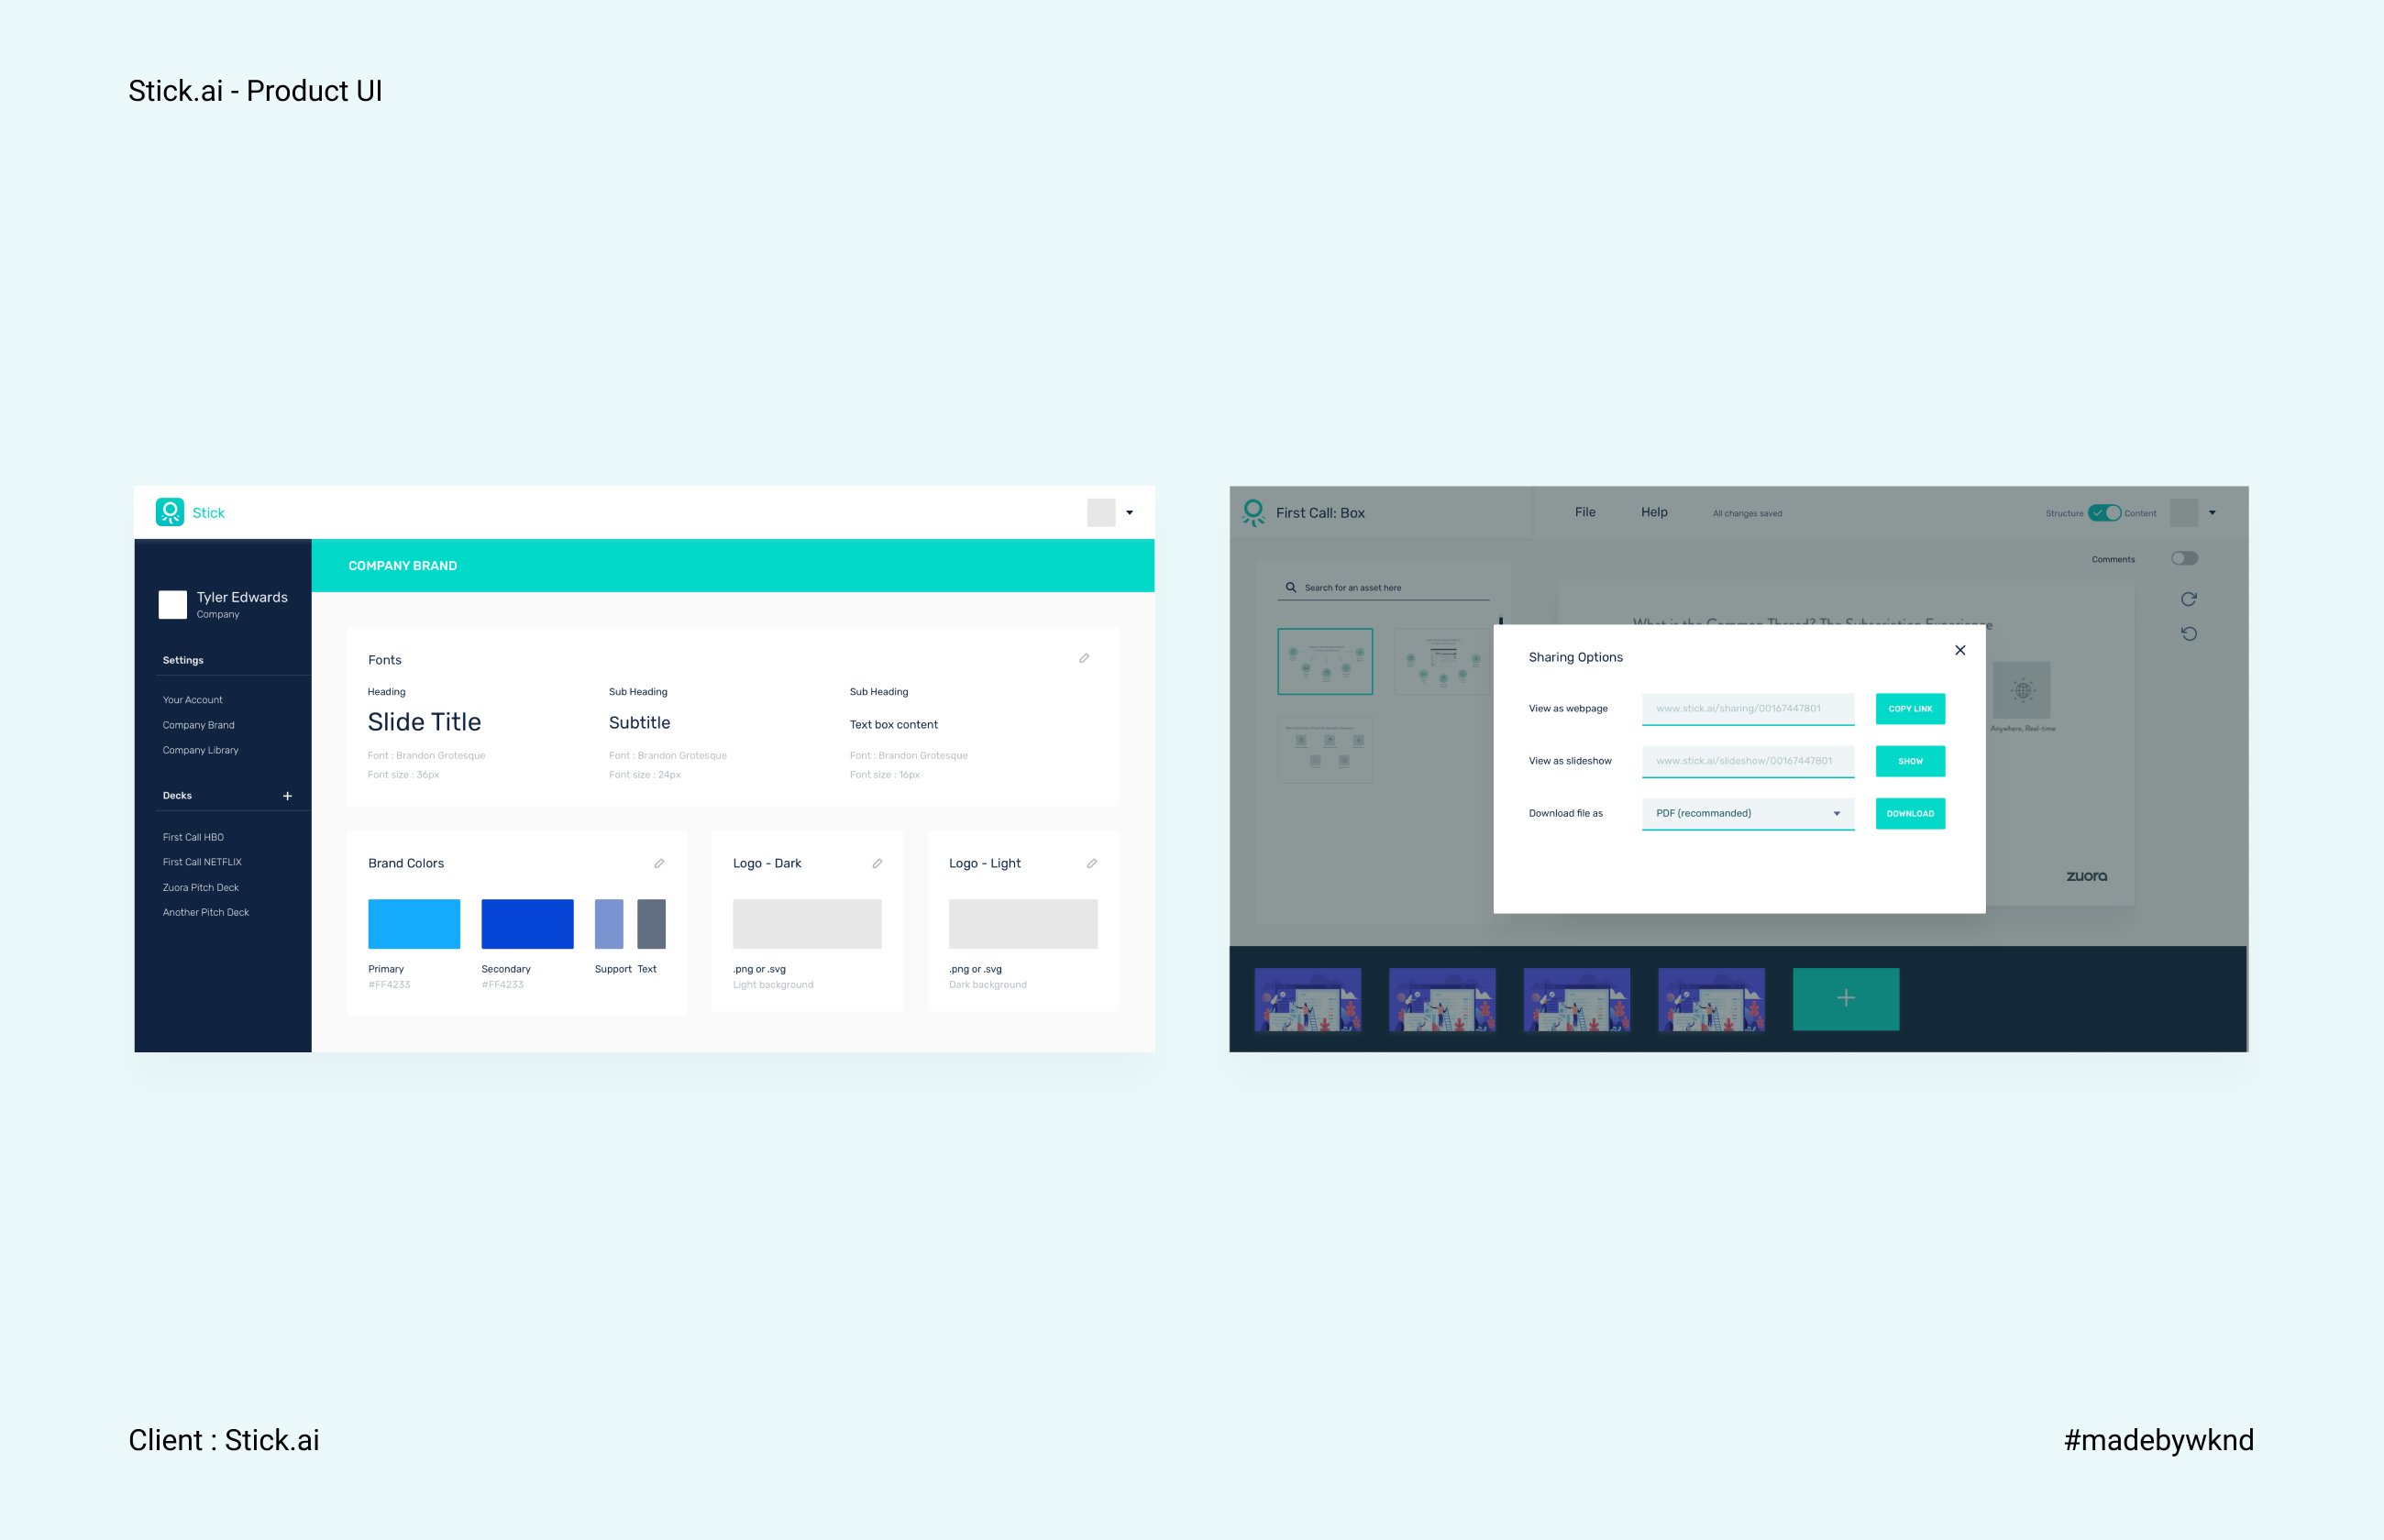 Stick.ai - Product UI
Stick
COMPANY BRAND
Tyler Edwards
Company
Settings
Your Account
Company Brand
Company Library
Decks +
First Call HBO
First Call NETFLIX
Zuora Pitch Deck
Another Pitch Deck
Fonts
Heading
Slide Title
Font : Brandon Grotesque
Font size : 36px
Sub Heading
Subtitle
Font : Brandon Grotesque
Font size : 24px
Sub Heading
Text box content
Font : Brandon Grotesque
Font size : 16px
Brand Colors
Primary
#FF4233
Secondary
#FF4233
Support
Text
Logo - Dark
.png or .svg
Light background
Logo - Light
.png or .svg
Dark background
First Call: Box
File
Help
All changes saved
Structure
Content
Comments
Search for an asset here
What is the Common Thread? The Subscription Experience
Anywhere, Real-time
zuora
Sharing Options
View as webpage
www.stick.ai/sharing/00167447801
COPY LINK
View as slideshow
www.stick.ai/slideshow/00167447801
SHOW
Download file as
PDF (recommanded)
DOWNLOAD
Client : Stick.ai
#madebywknd